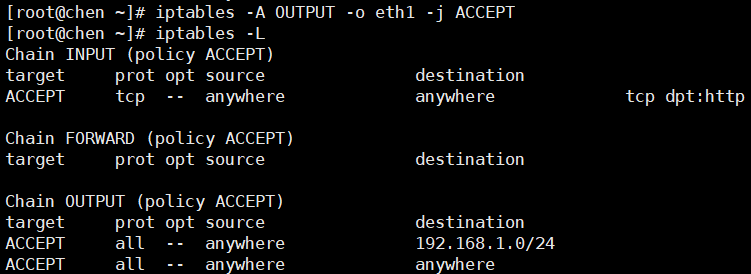 [root@chen ~]# iptables -A OUTPUT -o eth1 -j ACCEPT
[root@chen ~]# iptables -L
Chain INPUT (policy ACCEPT)
target     prot opt source               destination
ACCEPT     tcp  --  anywhere             anywhere             tcp dpt:http

Chain FORWARD (policy ACCEPT)
target     prot opt source               destination

Chain OUTPUT (policy ACCEPT)
target     prot opt source               destination
ACCEPT     all  --  anywhere             192.168.1.0/24
ACCEPT     all  --  anywhere             anywhere